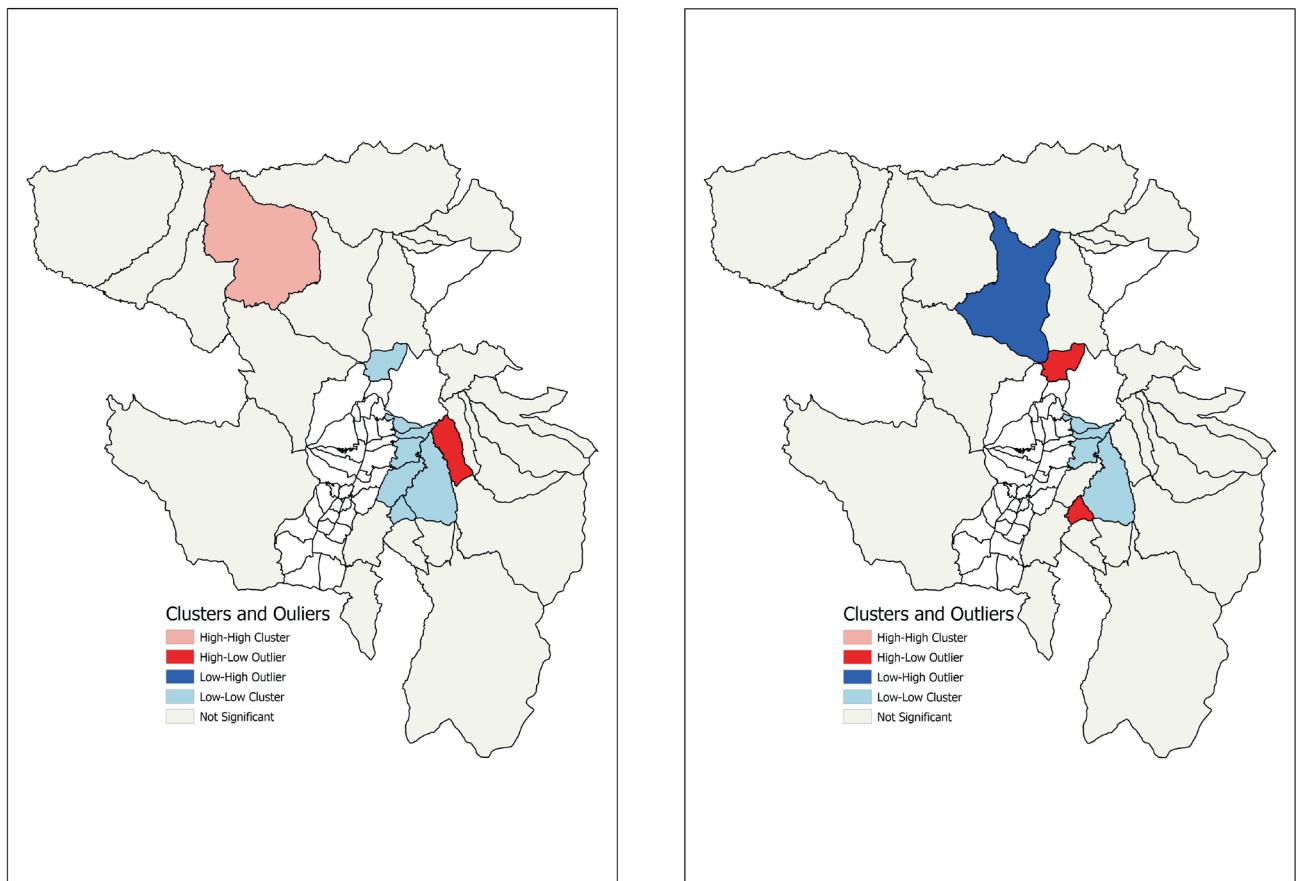 Clusters and Ouliers
High-High Cluster
High-Low Outlier
Low-High Outlier
Low-Low Cluster
Not Significant
Clusters and Outliers
High-High Cluster
High-Low Outlier
Low-High Outlier
Low-Low Cluster
Not Significant